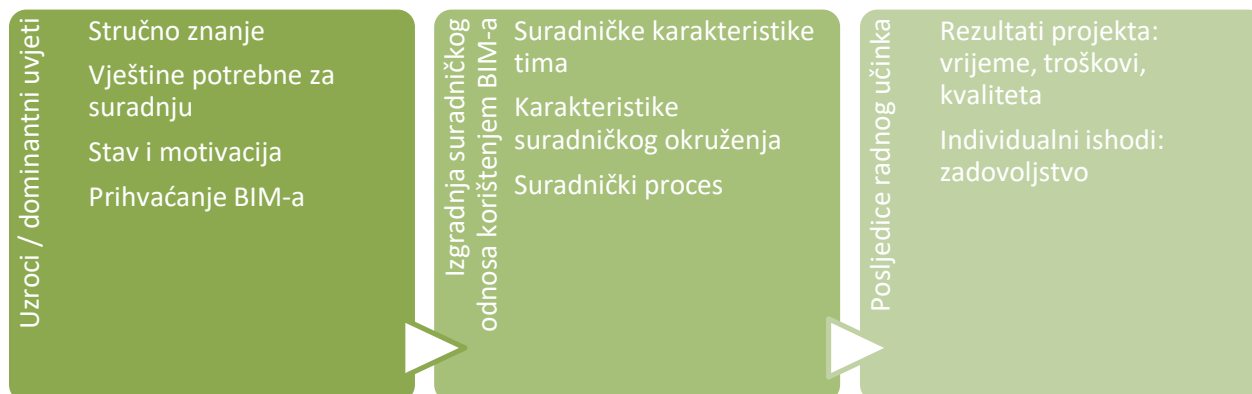 Uzroci / dominantni uvjeti
Stručno znanje
Vještine potrebne za
suradnju
Stav i motivacija
Prihvaćanje BIM-a
Izgradnja suradničkog
odnosa korištenjem BIM-a
Suradničke karakteristike
tima
Karakteristike
suradničkog okruženja
Suradnički proces
Posljedice radnog učinka
Rezultati projekta:
vrijeme, troškovi,
kvaliteta
Individualni ishodi:
zadovoljstvo